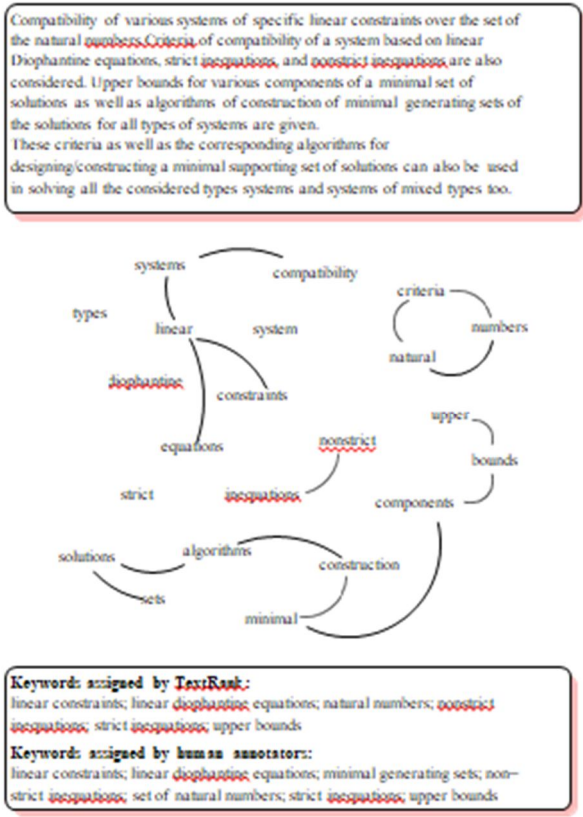 Compatibility of various systems of specific linear constraints over the set of
the natural numbers.Criteria of compatibility of a system based on linear
Diophantine equations, strict inequations, and nonstrict inequations are also
considered. Upper bounds for various components of a minimal set of
solutions as well as algorithms of construction of minimal generating sets of
the solutions for all types of systems are given.
These criteria as well as the corresponding algorithms for
designing/constructing a minimal supporting set of solutions can also be used
in solving all the considered types systems and systems of mixed types too.
systems
compatibility
criteria
types
linear
system
numbers
natural
diophantine
constraints
upper
equations
nonstrict
bounds
strict
inequations
components
solutions
algorithms
construction
sets
minimal
Keywords assigned by TextRank:
linear constraints; linear diophantine equations; natural numbers; nonstrict
inequations; strict inequations; upper bounds
Keywords assigned by human annotators:
linear constraints; linear diophantine equations; minimal generating sets; non–
strict inequations; set of natural numbers; strict inequations; upper bounds